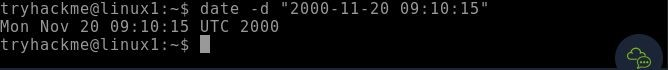 tryhackme@linux1:~$ date -d "2000-11-20 09:10:15"
Mon Nov 20 09:10:15 UTC 2000
tryhackme@linux1:~$